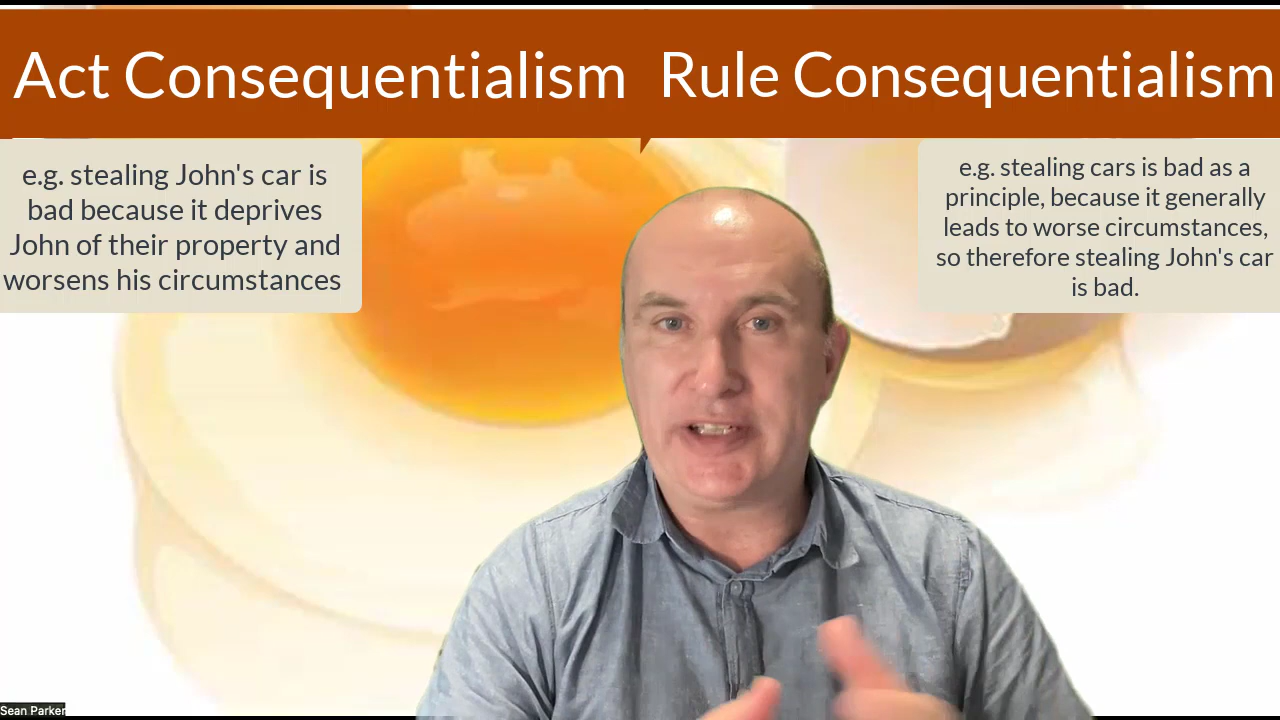 Act Consequentialism
Rule Consequentialism
e.g. stealing John's car is
bad because it deprives
John of their property and
worsens his circumstances
e.g. stealing cars is bad as a
principle, because it generally
leads to worse circumstances,
so therefore stealing John's car
is bad.
Sean Parker